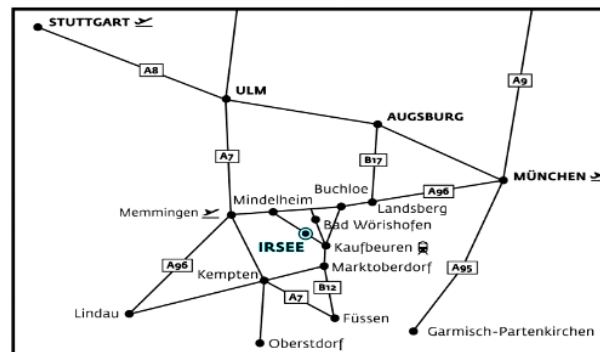 STUTTGART
A8
ULM
A9
AUGSBURG
A7
B17
MÜNCHEN
Buchloe
A96
Mindelheim
Landsberg
Memmingen
Bad Wörishofen
IRSEE
Kaufbeuren
A96
Kempten
Marktoberdorf
A95
A7
B12
Lindau
Füssen
Garmisch-Partenkirchen
Oberstdorf